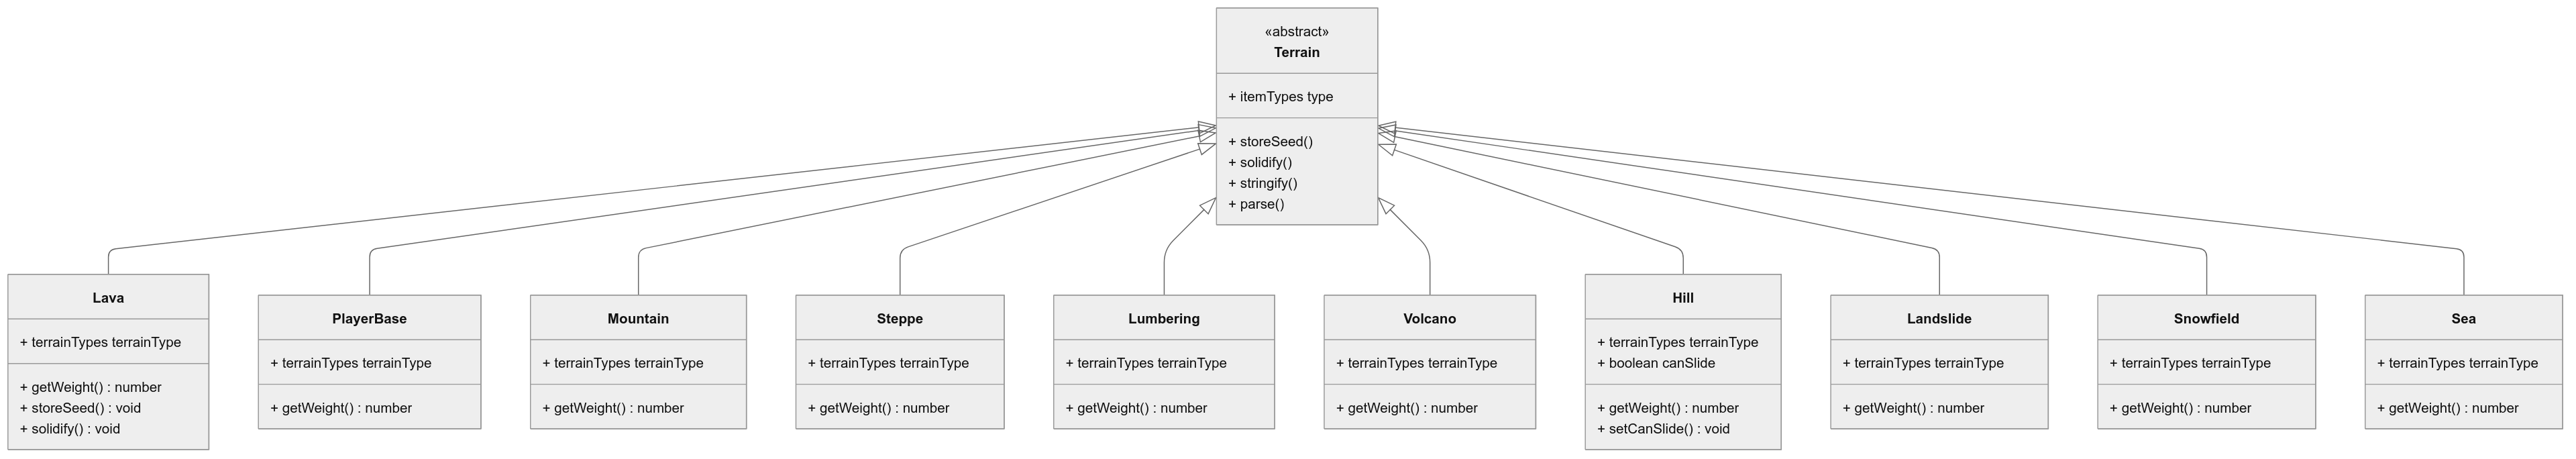 «abstract»
Terrain
+ itemTypes type
+ storeSeed()
+ solidify()
+ stringify()
+ parse()
Lava
+ terrainTypes terrainType
+ getWeight() : number
+ storeSeed() : void
+ solidify() : void
PlayerBase
+ terrainTypes terrainType
+ getWeight() : number
Mountain
+ terrainTypes terrainType
+ getWeight() : number
Steppe
+ terrainTypes terrainType
+ getWeight() : number
Lumbering
+ terrainTypes terrainType
+ getWeight() : number
Volcano
+ terrainTypes terrainType
+ getWeight() : number
Hill
+ terrainTypes terrainType
+ boolean canSlide
+ getWeight() : number
+ setCanSlide() : void
Landslide
+ terrainTypes terrainType
+ getWeight() : number
Snowfield
+ terrainTypes terrainType
+ getWeight() : number
Sea
+ terrainTypes terrainType
+ getWeight() : number